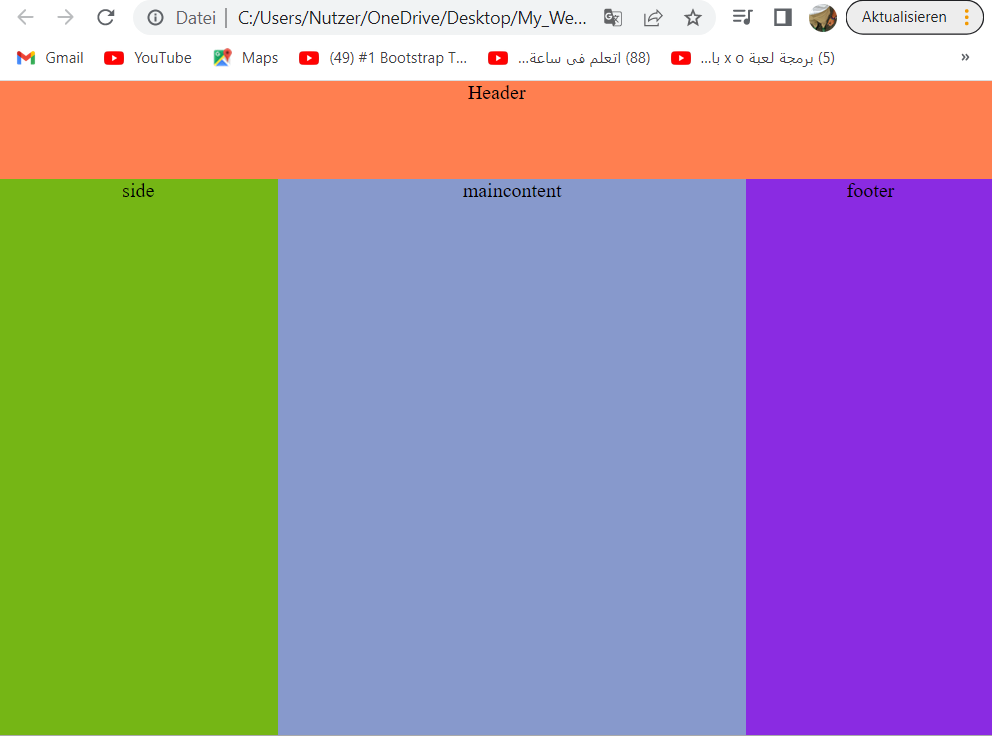 Datei | C:/Users/Nutzer/OneDrive/Desktop/My_We... Aktualisieren
Gmail YouTube Maps (49) #1 Bootstrap T... (88) اتعلم فى ساعة... (5) برمجة لعبة x o با... »
Header
side maincontent footer